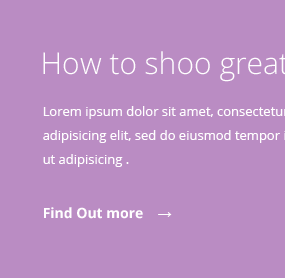 How to shoo great
Lorem ipsum dolor sit amet, consectetur
adipisicing elit, sed do eiusmod tempor
ut adipisicing .
Find Out more →